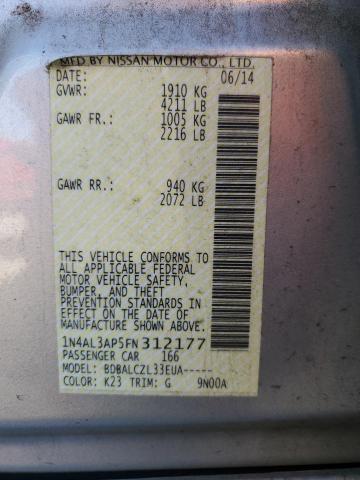 MFD BY NISSAN MOTOR CO., LTD.
DATE: 06/14
GVWR: 1910 KG
4211 LB
GAWR FR.: 1005 KG
2216 LB
GAWR RR.: 940 KG
2072 LB
THIS VEHICLE CONFORMS TO
ALL APPLICABLE FEDERAL
MOTOR VEHICLE SAFETY,
BUMPER, AND THEFT
PREVENTION STANDARDS IN
EFFECT ON THE DATE OF
MANUFACTURE SHOWN ABOVE.
1N4AL3AP5FN312177
PASSENGER CAR 166
MODEL: BDBALCZL33EUA-----
COLOR: K23 TRIM: G 9N00A